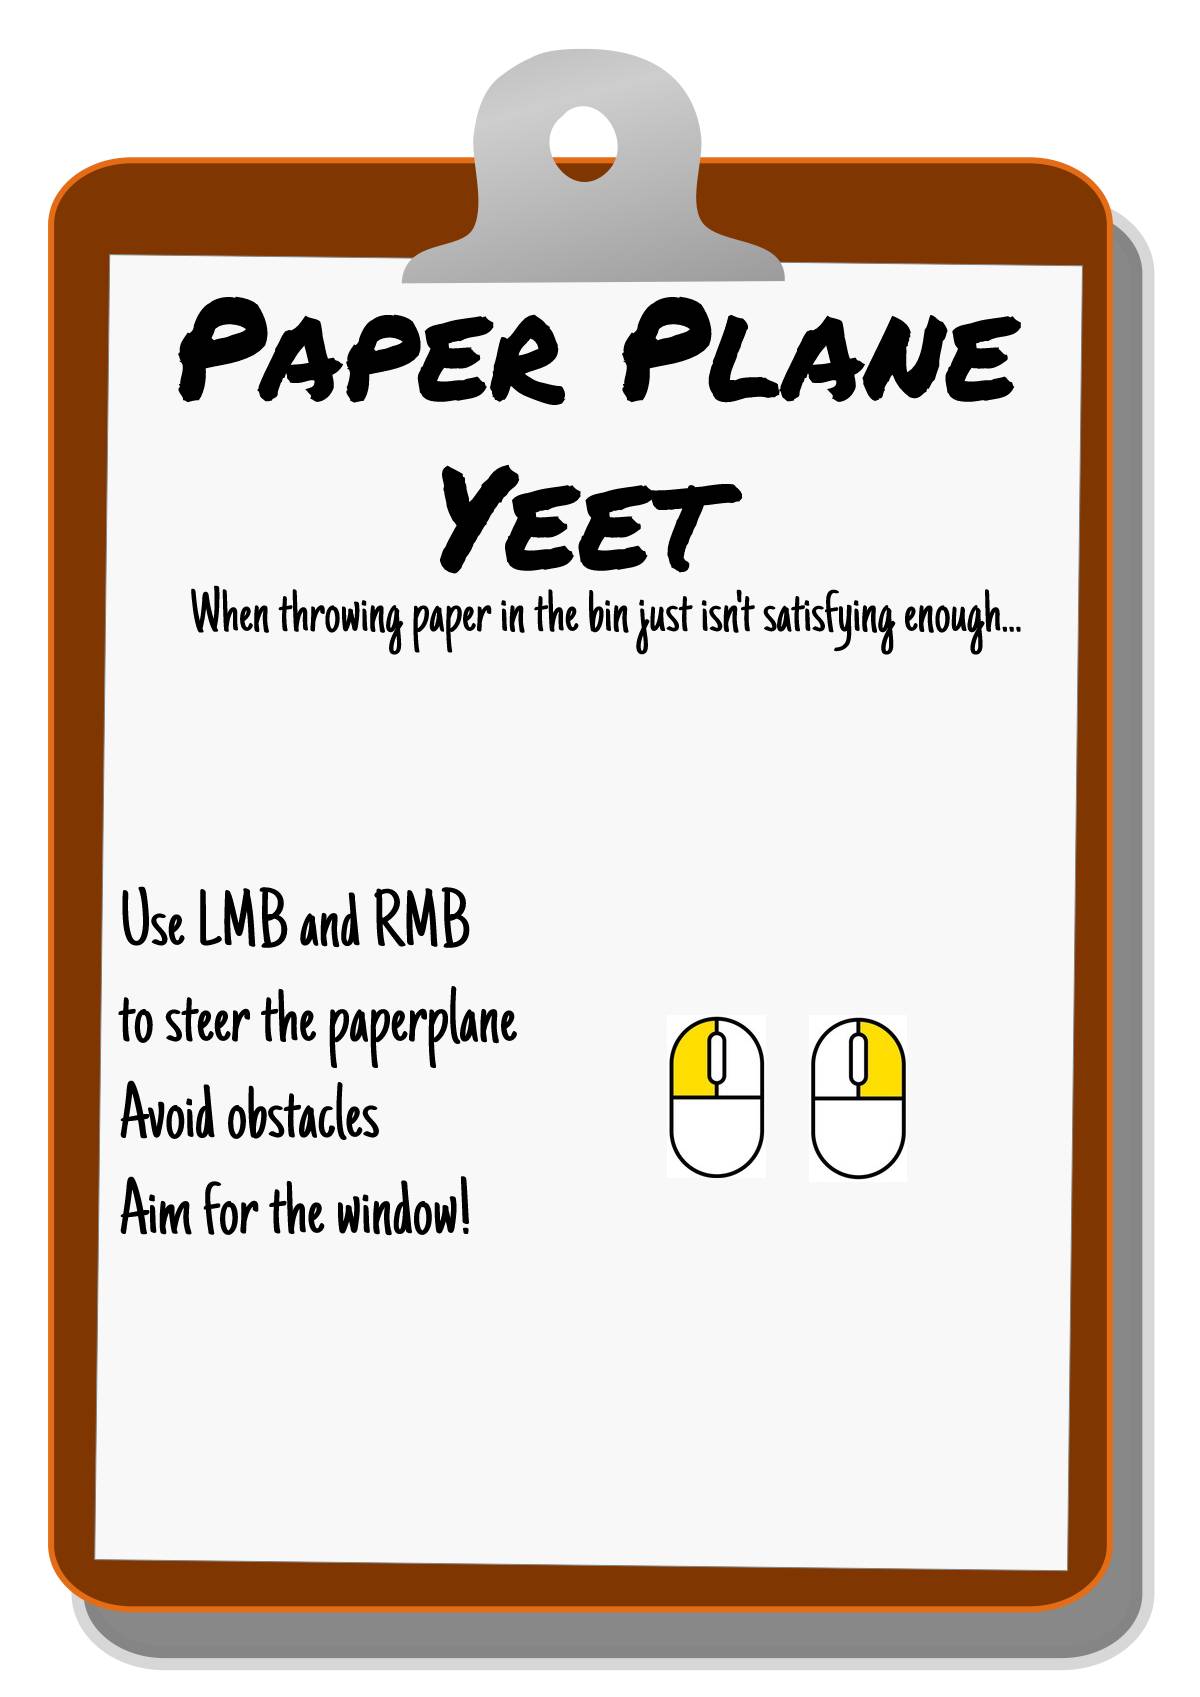 Paper Plane
Yeet
When throwing paper in the bin just isn't satisfying enough...
Use LMB and RMB
to steer the paperplane
Avoid obstacles
Aim for the window!